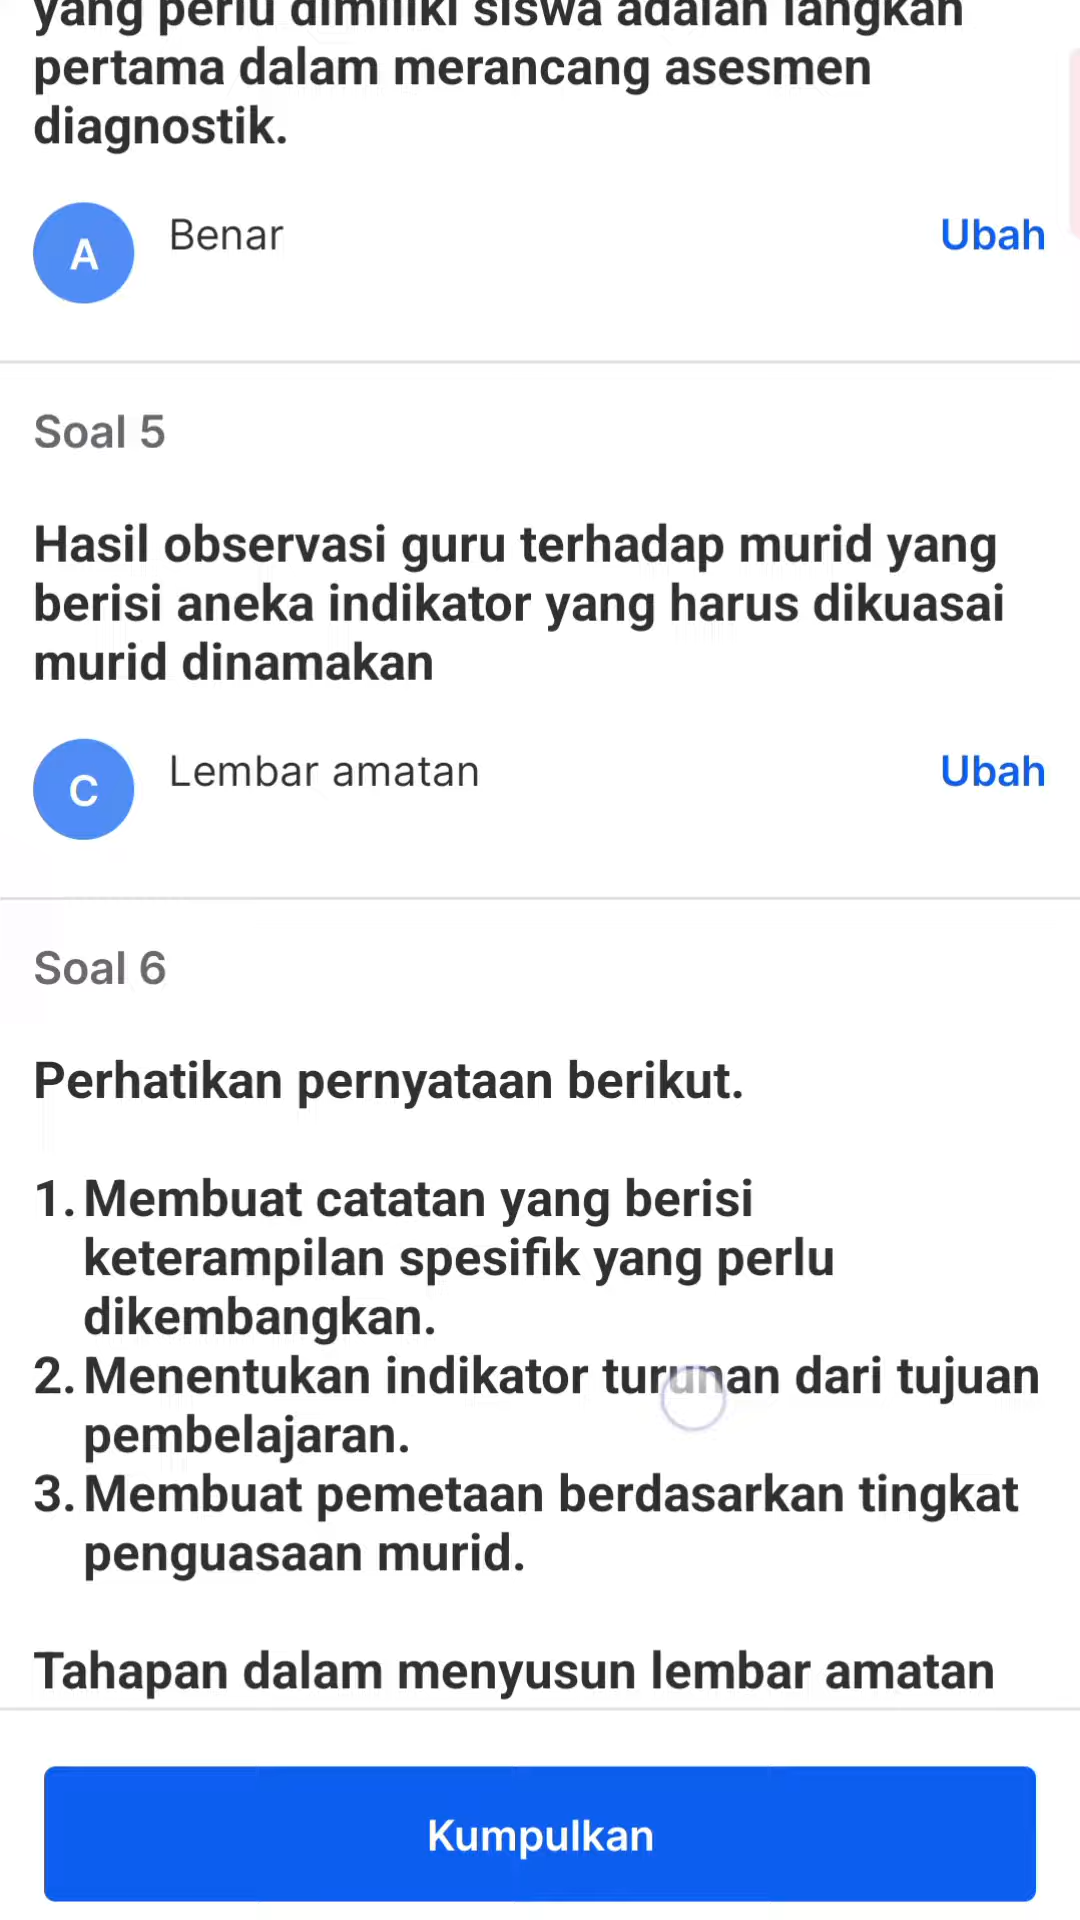 yang perlu dimiliki siswa adalah langkah
pertama dalam merancang asesmen
diagnostik.
A
Benar
Ubah
Soal 5
Hasil observasi guru terhadap murid yang
berisi aneka indikator yang harus dikuasai
murid dinamakan
C
Lembar amatan
Ubah
Soal 6
Perhatikan pernyataan berikut.
1. Membuat catatan yang berisi
keterampilan spesifik yang perlu
dikembangkan.
2. Menentukan indikator turunan dari tujuan
pembelajaran.
3. Membuat pemetaan berdasarkan tingkat
penguasaan murid.
Tahapan dalam menyusun lembar amatan
Kumpulkan